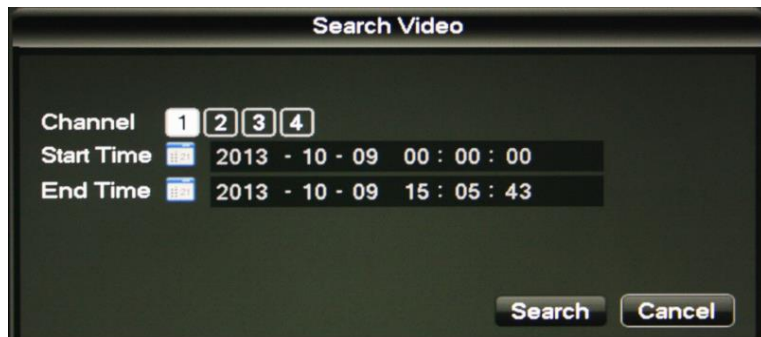 Search Video
Channel 1 2 3 4
Start Time 2013 - 10 - 09 00 : 00 : 00
End Time 2013 - 10 - 09 15 : 05 : 43
Search Cancel